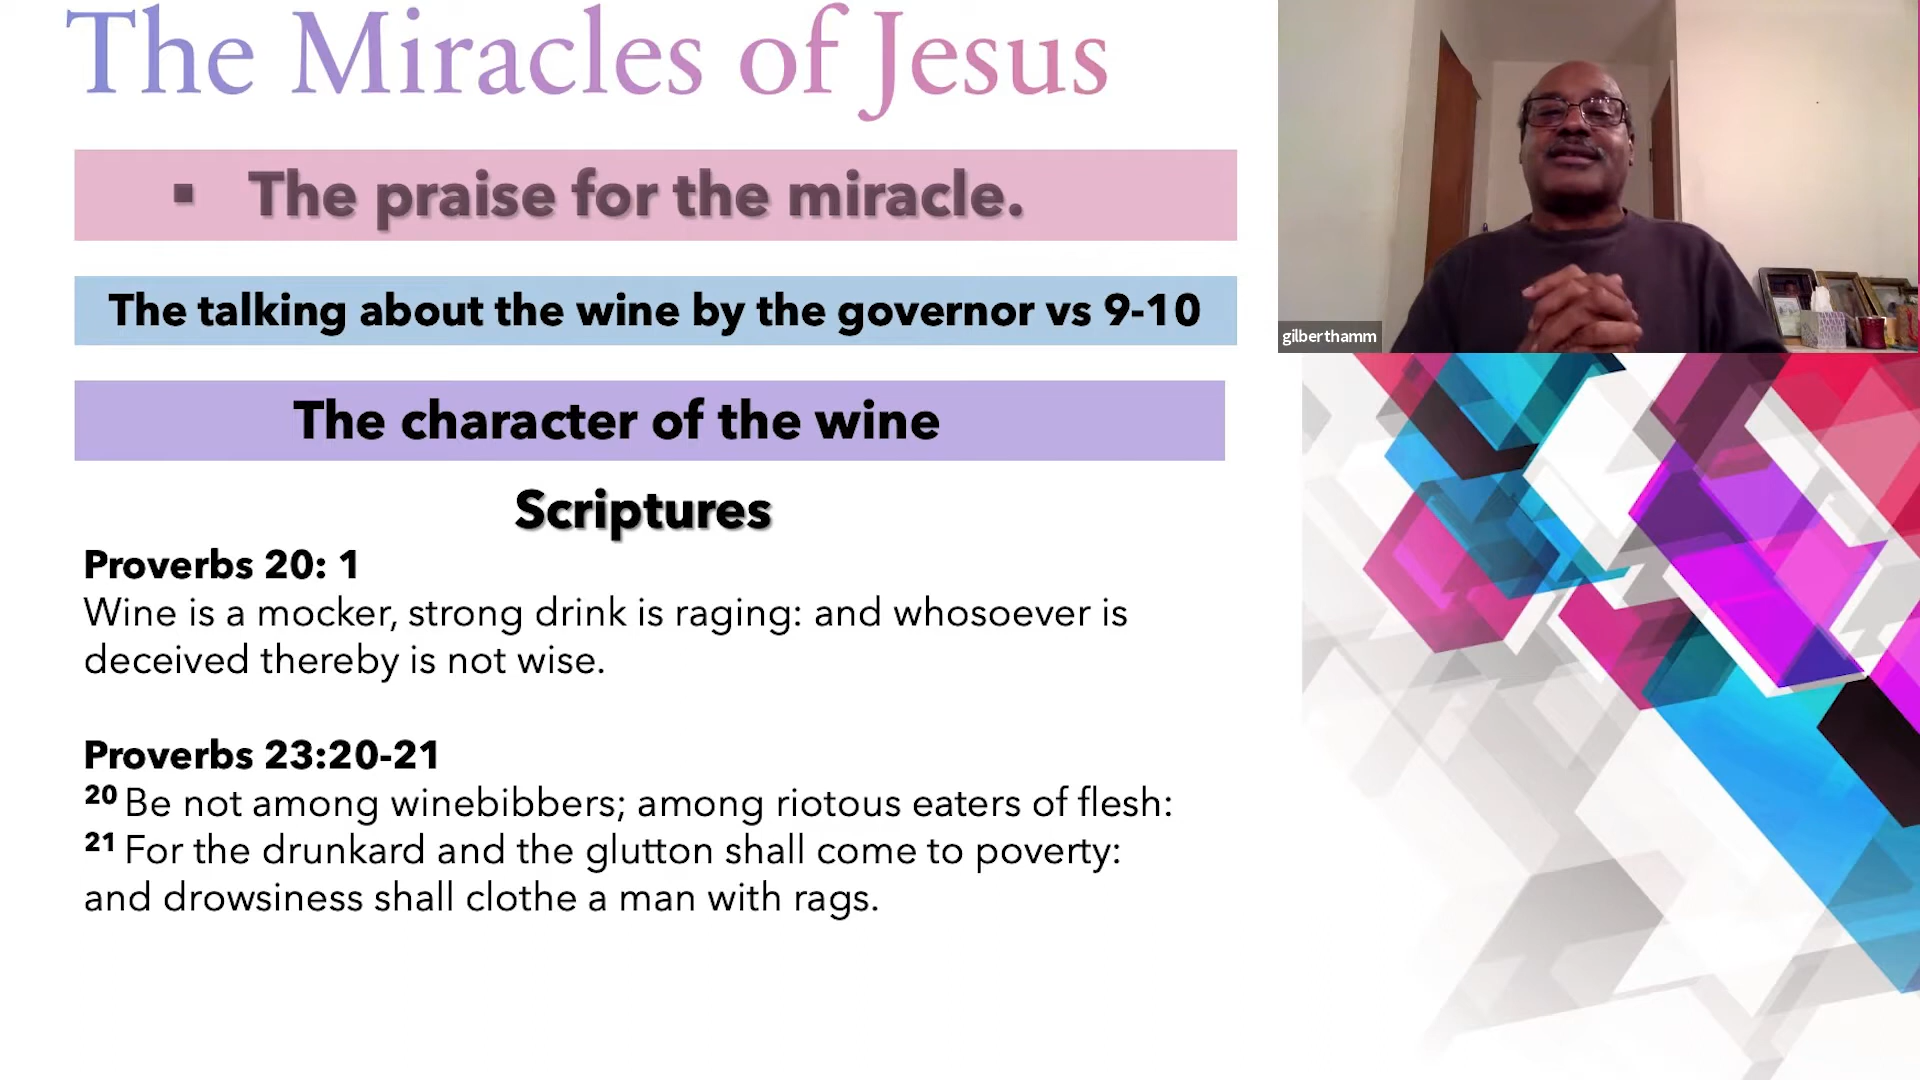 The Miracles of Jesus
▪ The praise for the miracle.
The talking about the wine by the governor vs 9-10
The character of the wine
Scriptures
Proverbs 20: 1
Wine is a mocker, strong drink is raging: and whosoever is
deceived thereby is not wise.
Proverbs 23:20-21
20 Be not among winebibbers; among riotous eaters of flesh:
21 For the drunkard and the glutton shall come to poverty:
and drowsiness shall clothe a man with rags.
gilberthamm